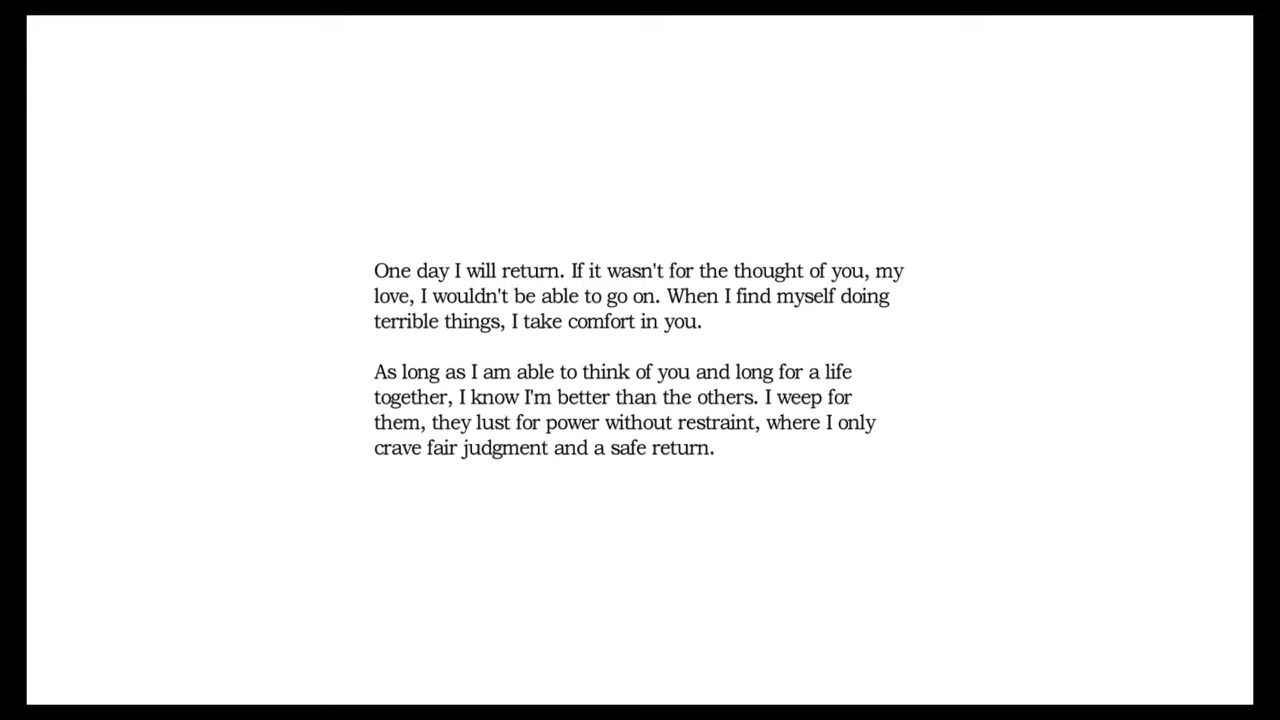 One day I will return. If it wasn't for the thought of you, my
love, I wouldn't be able to go on. When I find myself doing
terrible things, I take comfort in you.
As long as I am able to think of you and long for a life
together, I know I'm better than the others. I weep for
them, they lust for power without restraint, where I only
crave fair judgment and a safe return.